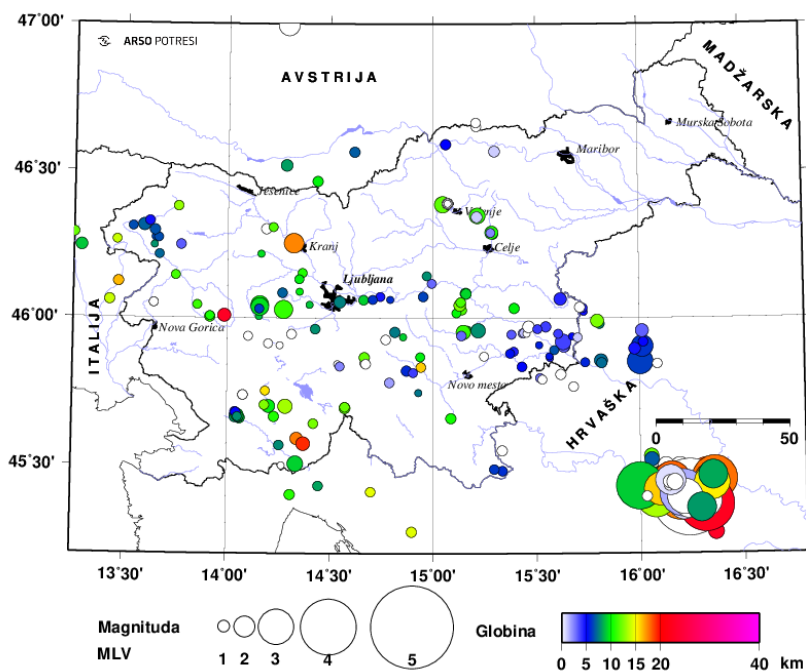 47°00'
ARSO POTRESI
AVSTRIJA
MADŽARSKA
Murska Sobota
Maribor
46°30'
Jesenice
Velenje
Kranj
Celje
Ljubljana
46°00'
Nova Gorica
ITALIJA
Novo mesto
HRVAŠKA
0 50
45°30'
13°30' 14°00' 14°30' 15°00' 15°30' 16°00' 16°30'
Magnituda
MLV
1 2 3 4 5
Globina
0 5 10 15 20 40 km